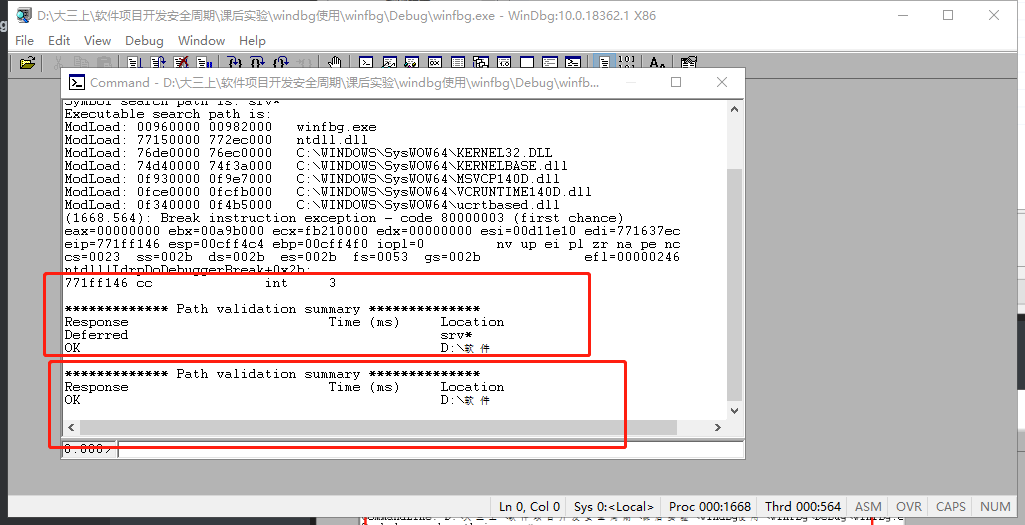 D:\大三上\软件项目开发安全周期\课后实验\windbg使用\winfbg\Debug\winfbg.exe - WinDbg:10.0.18362.1 X86
File Edit View Debug Window Help
Command - D:\大三上\软件项目开发安全周期\课后实验\windbg使用\winfbg\Debug\winfb...
Symbol search path is: srv*
Executable search path is:
ModLoad: 00960000 00982000 winfbg.exe
ModLoad: 77150000 772ec000 ntdll.dll
ModLoad: 76de0000 76ec0000 C:\WINDOWS\SysWOW64\KERNEL32.DLL
ModLoad: 74d40000 74f3a000 C:\WINDOWS\SysWOW64\KERNELBASE.dll
ModLoad: 0f930000 0f9e7000 C:\WINDOWS\SysWOW64\MSVCP140D.dll
ModLoad: 0fce0000 0fcfb000 C:\WINDOWS\SysWOW64\VCRUNTIME140D.dll
ModLoad: 0f340000 0f4b5000 C:\WINDOWS\SysWOW64\ucrtbased.dll
(1668.564): Break instruction exception - code 80000003 (first chance)
eax=00000000 ebx=00a9b000 ecx=fb210000 edx=00000000 esi=00d11e10 edi=771637ec
eip=771ff146 esp=00cff4c4 ebp=00cff4f0 iopl=0 nv up ei pl zr na pe nc
cs=0023 ss=002b ds=002b es=002b fs=0053 gs=002b efl=00000246
ntdll!LdrpDoDebuggerBreak+0x2b:
771ff146 cc int 3
************* Path validation summary **************
Response Time (ms) Location
Deferred srv*
OK D:\软件
************* Path validation summary **************
Response Time (ms) Location
OK D:\软件
0:000>
Ln 0, Col 0 Sys 0:<Local> Proc 000:1668 Thrd 000:564 ASM OVR CAPS NUM